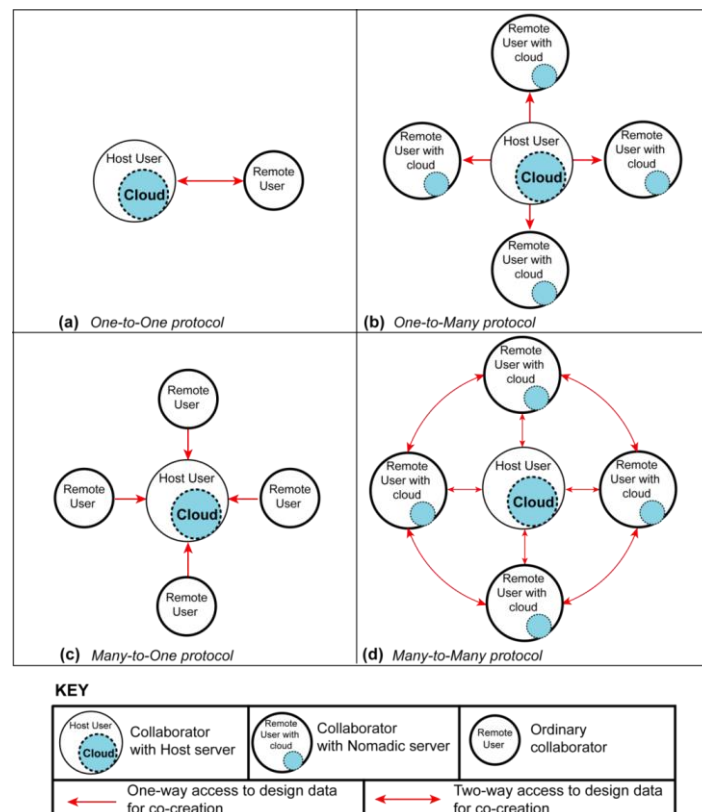 Host User
Cloud
Remote
User
(a) One-to-One protocol
Remote
User with
cloud
Remote
User with
cloud
Host User
Cloud
Remote
User with
cloud
Remote
User with
cloud
(b) One-to-Many protocol
Remote
User
Remote
User
Host User
Cloud
Remote
User
Remote
User
(c) Many-to-One protocol
Remote
User with
cloud
Remote
User with
cloud
Host User
Cloud
Remote
User with
cloud
Remote
User with
cloud
(d) Many-to-Many protocol
KEY
Host User
Cloud
Collaborator
with Host server
Remote
User with
cloud
Collaborator
with Nomadic server
Remote
User
Ordinary
collaborator
One-way access to design data
for co-creation
Two-way access to design data
for co-creation